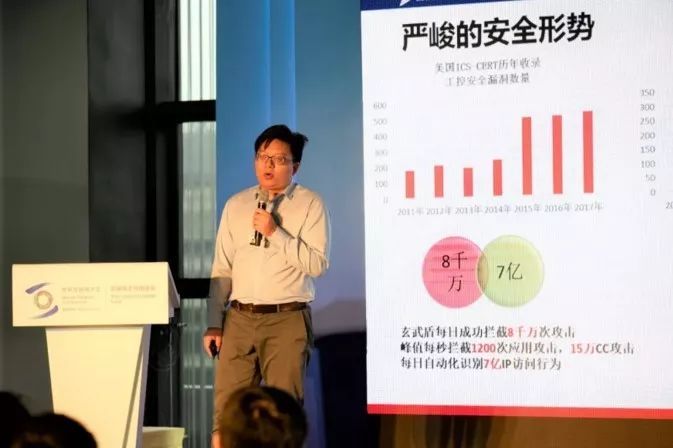 严峻的安全形势
美国ICS-CERT历年收录
工控安全漏洞数量
600
500
400
300
200
100
0
2011年 2012年 2013年 2014年 2015年 2016年 2017年
350
300
250
200
150
100
50
0
8千
万
7亿
玄武盾每日成功拦截8千万次攻击
峰值每秒拦截1200次应用攻击，15万CC攻击
每日自动化识别7亿IP访问行为
世界互联网大会